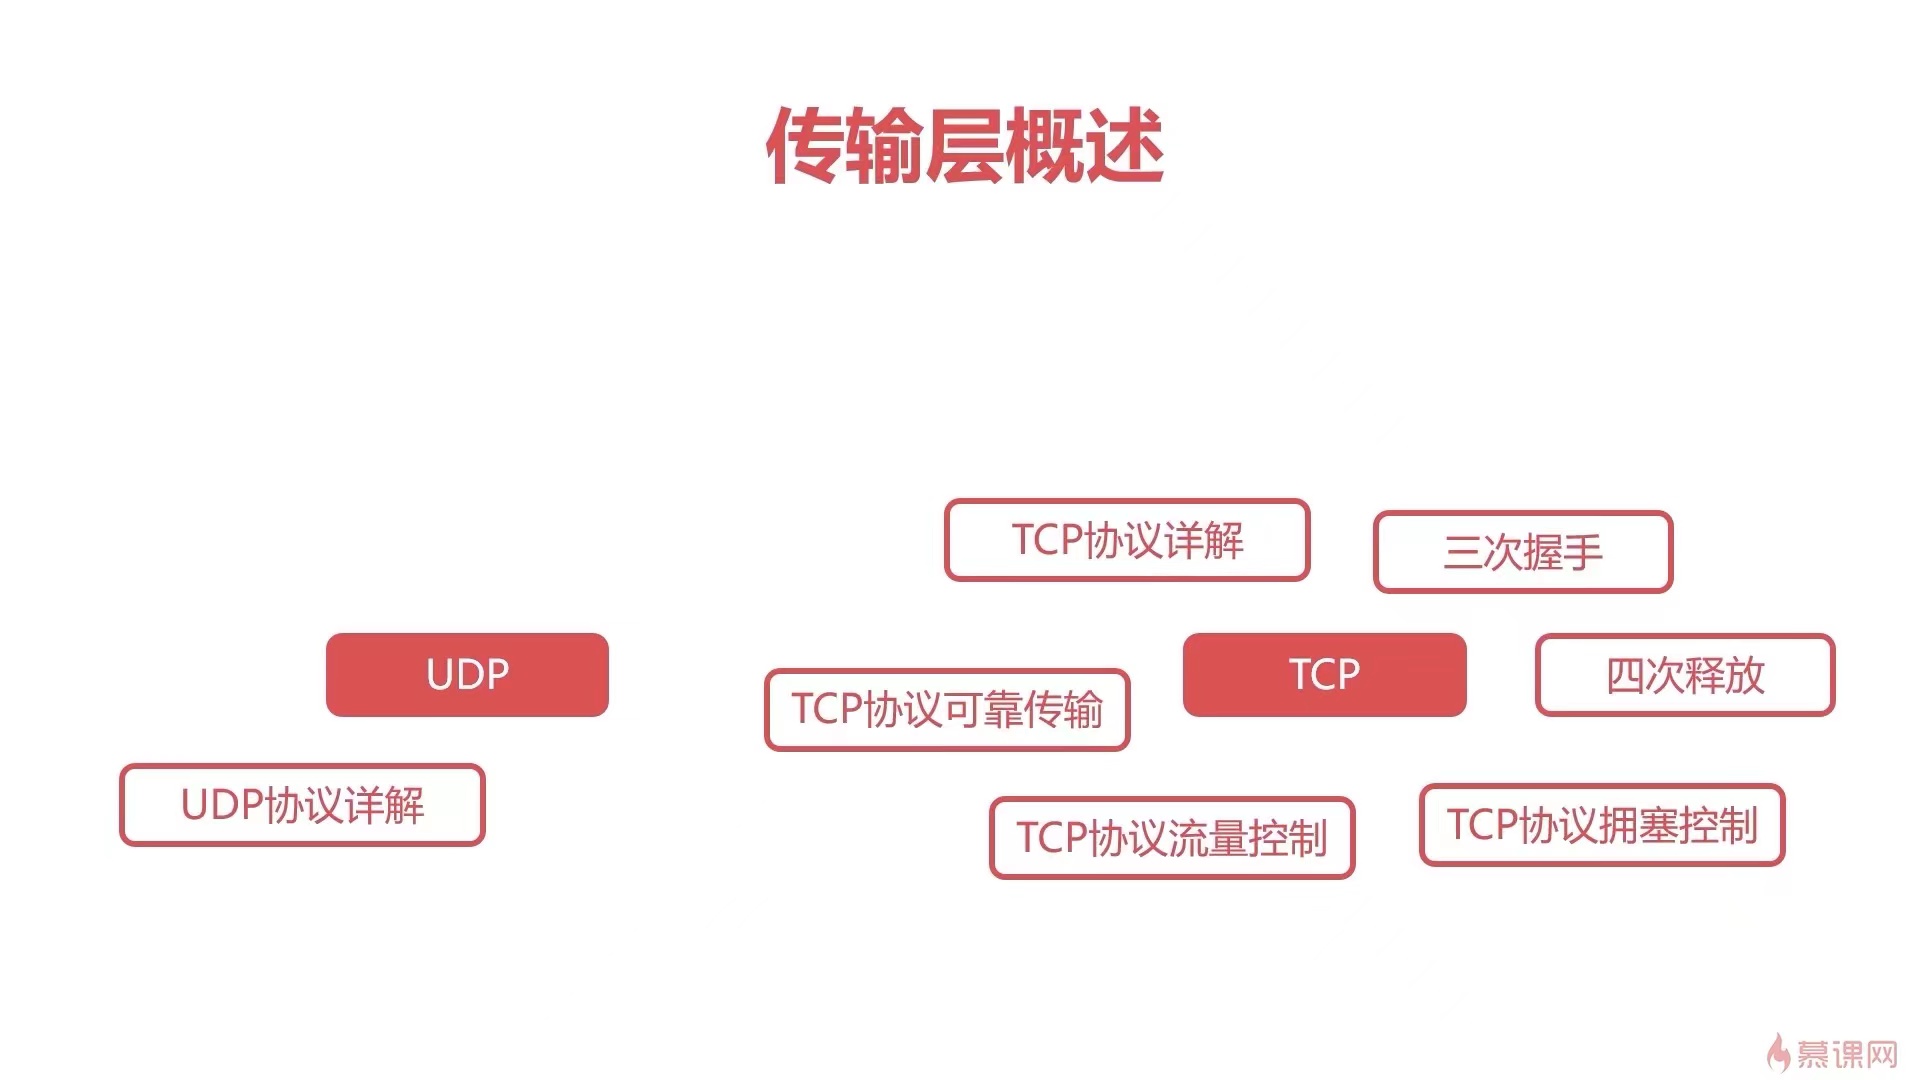 传输层概述
TCP协议详解
三次握手
UDP
TCP
四次释放
TCP协议可靠传输
UDP协议详解
TCP协议流量控制
TCP协议拥塞控制
慕课网